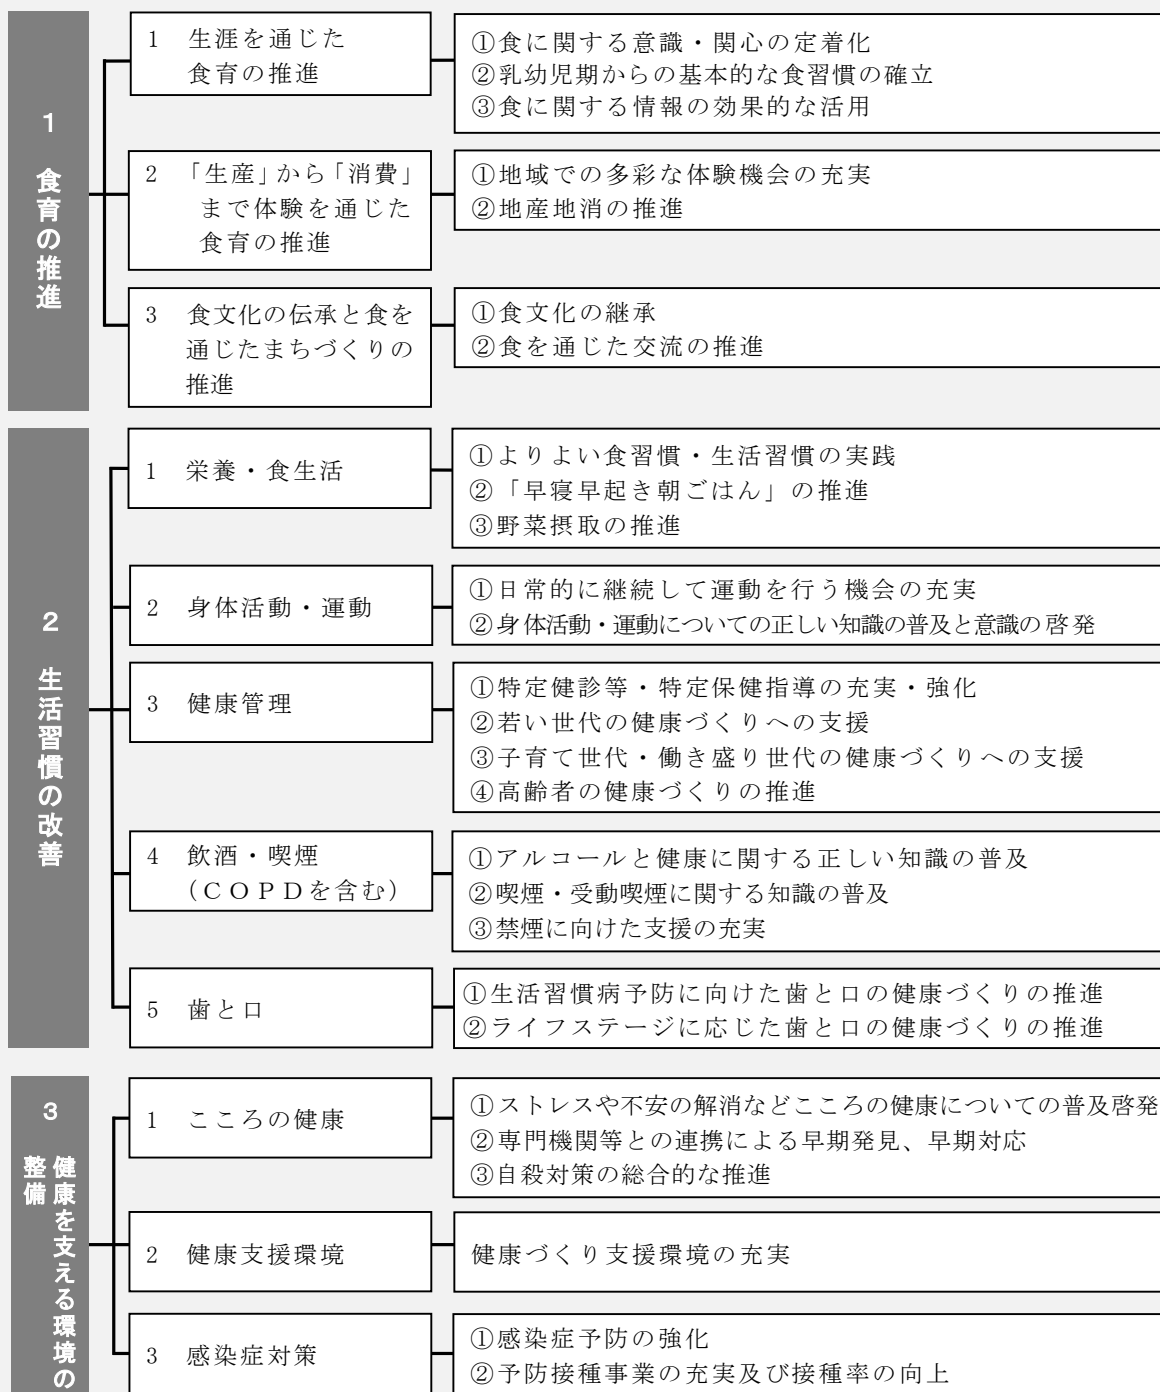 1 食育の推進
1 生涯を通じた
食育の推進
①食に関する意識・関心の定着化
②乳幼児期からの基本的な食習慣の確立
③食に関する情報の効果的な活用
2 「生産」から「消費」
まで体験を通じた
食育の推進
①地域での多彩な体験機会の充実
②地産地消の推進
3 食文化の伝承と食を
通じたまちづくりの
推進
①食文化の継承
②食を通じた交流の推進
2 生活習慣の改善
1 栄養・食生活
①よりよい食習慣・生活習慣の実践
②「早寝早起き朝ごはん」の推進
③野菜摂取の推進
2 身体活動・運動
①日常的に継続して運動を行う機会の充実
②身体活動・運動についての正しい知識の普及と意識の啓発
3 健康管理
①特定健診等・特定保健指導の充実・強化
②若い世代の健康づくりへの支援
③子育て世代・働き盛り世代の健康づくりへの支援
④高齢者の健康づくりの推進
4 飲酒・喫煙
(COPDを含む)
①アルコールと健康に関する正しい知識の普及
②喫煙・受動喫煙に関する知識の普及
③禁煙に向けた支援の充実
5 歯と口
①生活習慣病予防に向けた歯と口の健康づくりの推進
②ライフステージに応じた歯と口の健康づくりの推進
3 健康を支える環境の
整備
1 こころの健康
①ストレスや不安の解消などこころの健康についての普及啓発
②専門機関等との連携による早期発見、早期対応
③自殺対策の総合的な推進
2 健康支援環境
健康づくり支援環境の充実
3 感染症対策
①感染症予防の強化
②予防接種事業の充実及び接種率の向上